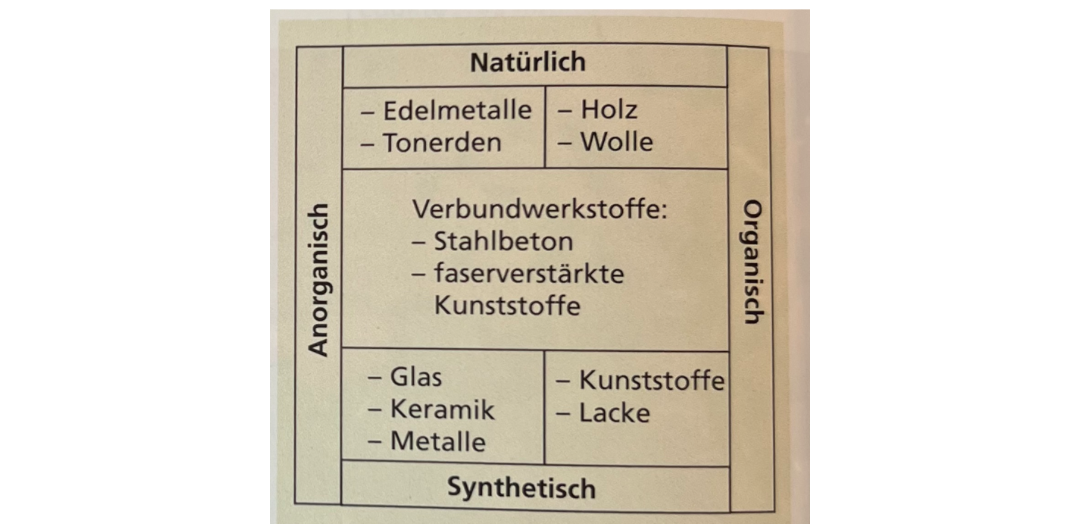 Natürlich
– Edelmetalle
– Tonerden
– Holz
– Wolle
Anorganisch
Verbundwerkstoffe:
– Stahlbeton
– faserverstärkte
Kunststoffe
Organisch
– Glas
– Keramik
– Metalle
– Kunststoffe
– Lacke
Synthetisch